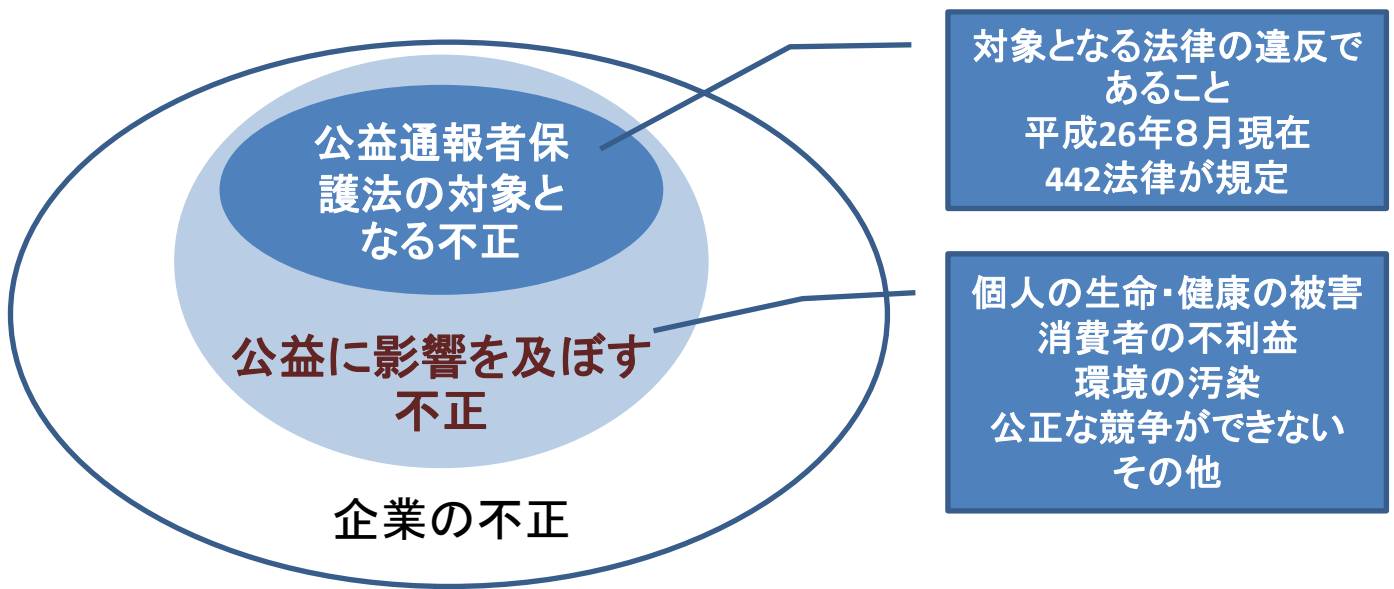 公益通報者保
護法の対象と
なる不正
公益に影響を及ぼす
不正
企業の不正
対象となる法律の違反で
あること
平成26年８月現在
442法律が規定
個人の生命・健康の被害
消費者の不利益
環境の汚染
公正な競争ができない
その他